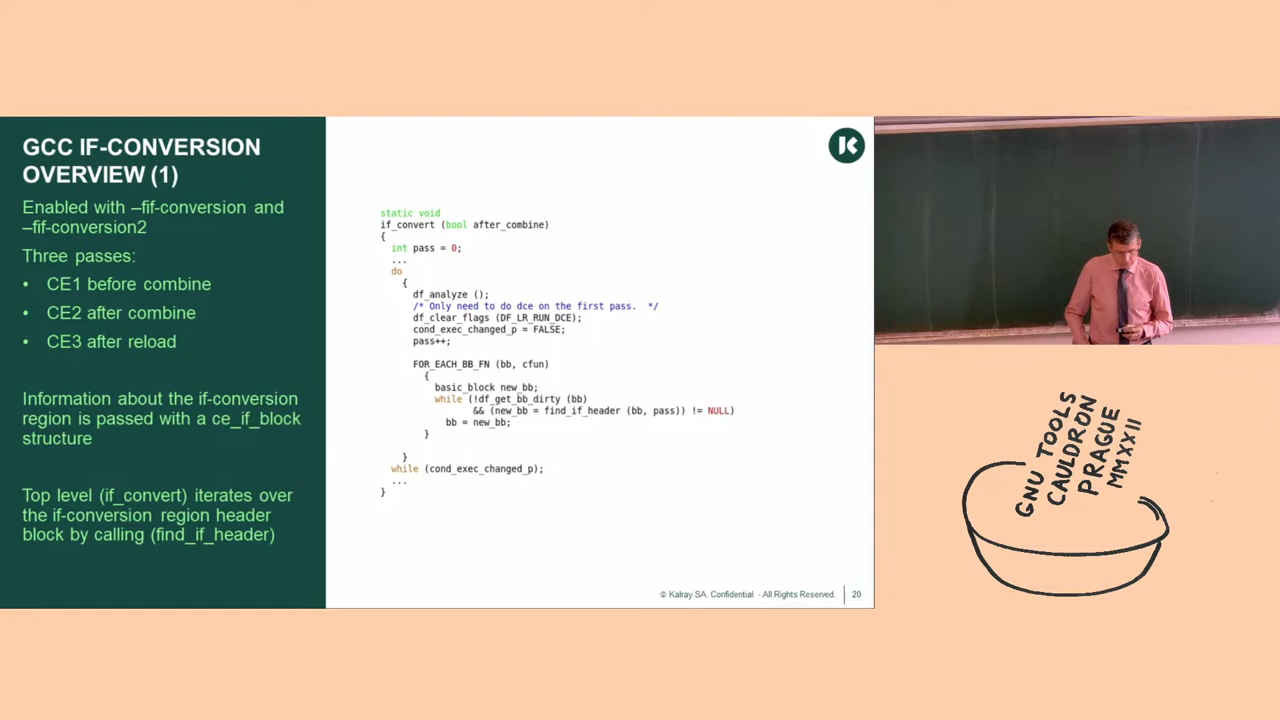 GCC IF-CONVERSION
OVERVIEW (1)
Enabled with –fif-conversion and
–fif-conversion2
Three passes:
• CE1 before combine
• CE2 after combine
• CE3 after reload
Information about the if-conversion
region is passed with a ce_if_block
structure
Top level (if_convert) iterates over
the if-conversion region header
block by calling (find_if_header)
static void
if_convert (bool after_combine)
{
int pass = 0;
...
do
{
df_analyze ();
/* Only need to do dce on the first pass. */
df_clear_flags (DF_LR_RUN_DCE);
cond_exec_changed_p = FALSE;
pass++;
FOR_EACH_BB_FN (bb, cfun)
{
basic_block new_bb;
while (!df_get_bb_dirty (bb)
&& (new_bb = find_if_header (bb, pass)) != NULL)
bb = new_bb;
}
}
while (cond_exec_changed_p);
...
}
© Kalray SA. Confidential - All Rights Reserved.
20
GNU TOOLS
CAULDRON
PRAGUE
MMXXII